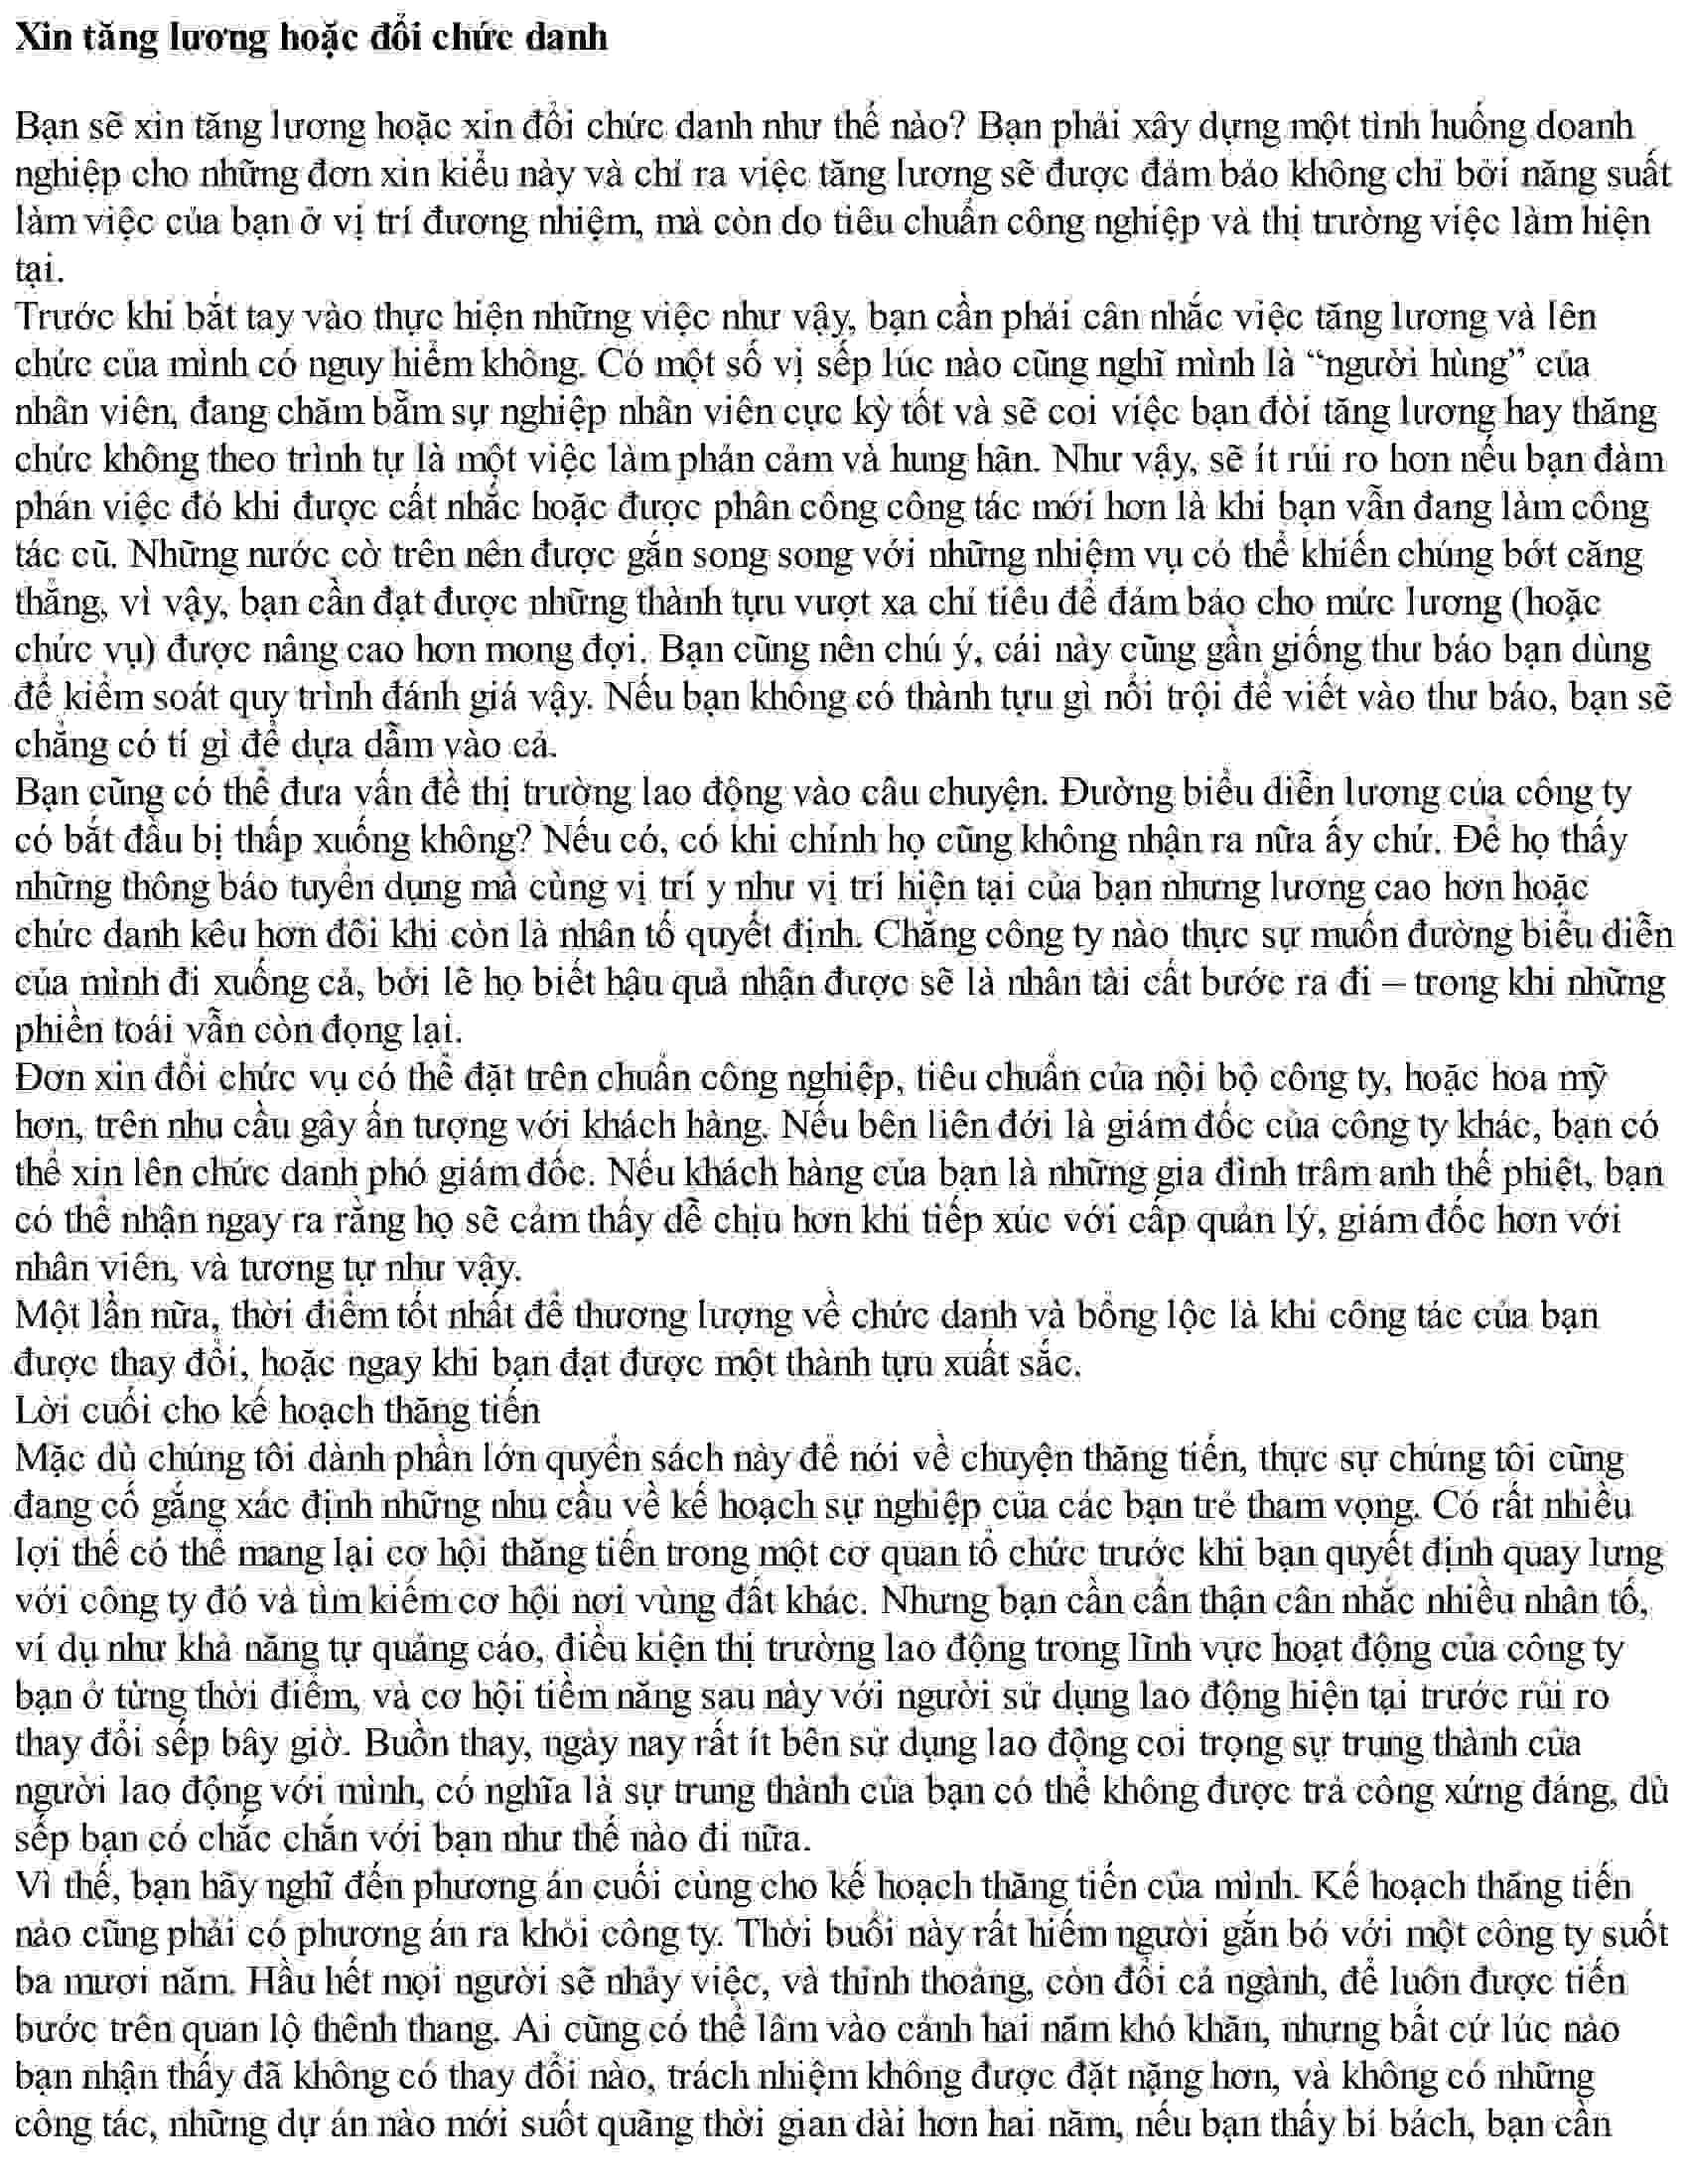 Xin tăng lương hoặc đổi chức danh
Bạn sẽ xin tăng lương hoặc xin đổi chức danh như thế nào? Bạn phải xây dựng một tình huống doanh
nghiệp cho những đơn xin kiểu này và chỉ ra việc tăng lương sẽ được đảm bảo không chỉ bởi năng suất
làm việc của bạn ở vị trí đương nhiệm, mà còn do tiêu chuẩn công nghiệp và thị trường việc làm hiện
tại.
Trước khi bắt tay vào thực hiện những việc như vậy, bạn cần phải cân nhắc việc tăng lương và lên
chức của mình có nguy hiểm không. Có một số vị sếp lúc nào cũng nghĩ mình là “người hùng” của
nhân viên, đang chăm bẵm sự nghiệp nhân viên cực kỳ tốt và sẽ coi việc bạn đòi tăng lương hay thăng
chức không theo trình tự là một việc làm phản cảm và hung hãn. Như vậy, sẽ ít rủi ro hơn nếu bạn đàm
phán việc đó khi được cất nhắc hoặc được phân công công tác mới hơn là khi bạn vẫn đang làm công
tác cũ. Những nước cờ trên nên được gắn song song với những nhiệm vụ có thể khiến chúng bớt căng
thẳng, vì vậy, bạn cần đạt được những thành tựu vượt xa chỉ tiêu để đảm bảo cho mức lương (hoặc
chức vụ) được nâng cao hơn mong đợi. Bạn cũng nên chú ý, cái này cũng gần giống thư báo bạn dùng
để kiểm soát quy trình đánh giá vậy. Nếu bạn không có thành tựu gì nổi trội để viết vào thư báo, bạn sẽ
chẳng có tí gì để dựa dẫm vào cả.
Bạn cũng có thể đưa vấn đề thị trường lao động vào câu chuyện. Đường biểu diễn lương của công ty
có bắt đầu bị thấp xuống không? Nếu có, có khi chính họ cũng không nhận ra nữa ấy chứ. Để họ thấy
những thông báo tuyển dụng mà cùng vị trí y như vị trí hiện tại của bạn nhưng lương cao hơn hoặc
chức danh kêu hơn đôi khi còn là nhân tố quyết định. Chẳng công ty nào thực sự muốn đường biểu diễn
của mình đi xuống cả, bởi lẽ họ biết hậu quả nhận được sẽ là nhân tài cất bước ra đi – trong khi những
phiền toái vẫn còn đọng lại.
Đơn xin đổi chức vụ có thể đặt trên chuẩn công nghiệp, tiêu chuẩn của nội bộ công ty, hoặc hoa mỹ
hơn, trên nhu cầu gây ấn tượng với khách hàng. Nếu bên liên đới là giám đốc của công ty khác, bạn có
thể xin lên chức danh phó giám đốc. Nếu khách hàng của bạn là những gia đình trâm anh thế phiệt, bạn
có thể nhận ngay ra rằng họ sẽ cảm thấy dễ chịu hơn khi tiếp xúc với cấp quản lý, giám đốc hơn với
nhân viên, và tương tự như vậy.
Một lần nữa, thời điểm tốt nhất để thương lượng về chức danh và bổng lộc là khi công tác của bạn
được thay đổi, hoặc ngay khi bạn đạt được một thành tựu xuất sắc.
Lời cuối cho kế hoạch thăng tiến
Mặc dù chúng tôi dành phần lớn quyển sách này để nói về chuyện thăng tiến, thực sự chúng tôi cũng
đang cố gắng xác định những nhu cầu về kế hoạch sự nghiệp của các bạn trẻ tham vọng. Có rất nhiều
lợi thế có thể mang lại cơ hội thăng tiến trong một cơ quan tổ chức trước khi bạn quyết định quay lưng
với công ty đó và tìm kiếm cơ hội nơi vùng đất khác. Nhưng bạn cần cẩn thận cân nhắc nhiều nhân tố,
ví dụ như khả năng tự quảng cáo, điều kiện thị trường lao động trong lĩnh vực hoạt động của công ty
bạn ở từng thời điểm, và cơ hội tiềm năng sau này với người sử dụng lao động hiện tại trước rủi ro
thay đổi sếp bây giờ. Buồn thay, ngày nay rất ít bên sử dụng lao động coi trọng sự trung thành của
người lao động với mình, có nghĩa là sự trung thành của bạn có thể không được trả công xứng đáng, dù
sếp bạn có chắc chắn với bạn như thế nào đi nữa.
Vì thế, bạn hãy nghĩ đến phương án cuối cùng cho kế hoạch thăng tiến của mình. Kế hoạch thăng tiến
nào cũng phải có phương án ra khỏi công ty. Thời buổi này rất hiếm người gắn bó với một công ty suốt
ba mươi năm. Hầu hết mọi người sẽ nhảy việc, và thỉnh thoảng, còn đổi cả ngành, để luôn được tiến
bước trên quan lộ thênh thang. Ai cũng có thể lâm vào cảnh hai năm khó khăn, nhưng bất cứ lúc nào
bạn nhận thấy đã không có thay đổi nào, trách nhiệm không được đặt nặng hơn, và không có những
công tác, những dự án nào mới suốt quãng thời gian dài hơn hai năm, nếu bạn thấy bí bách, bạn cần